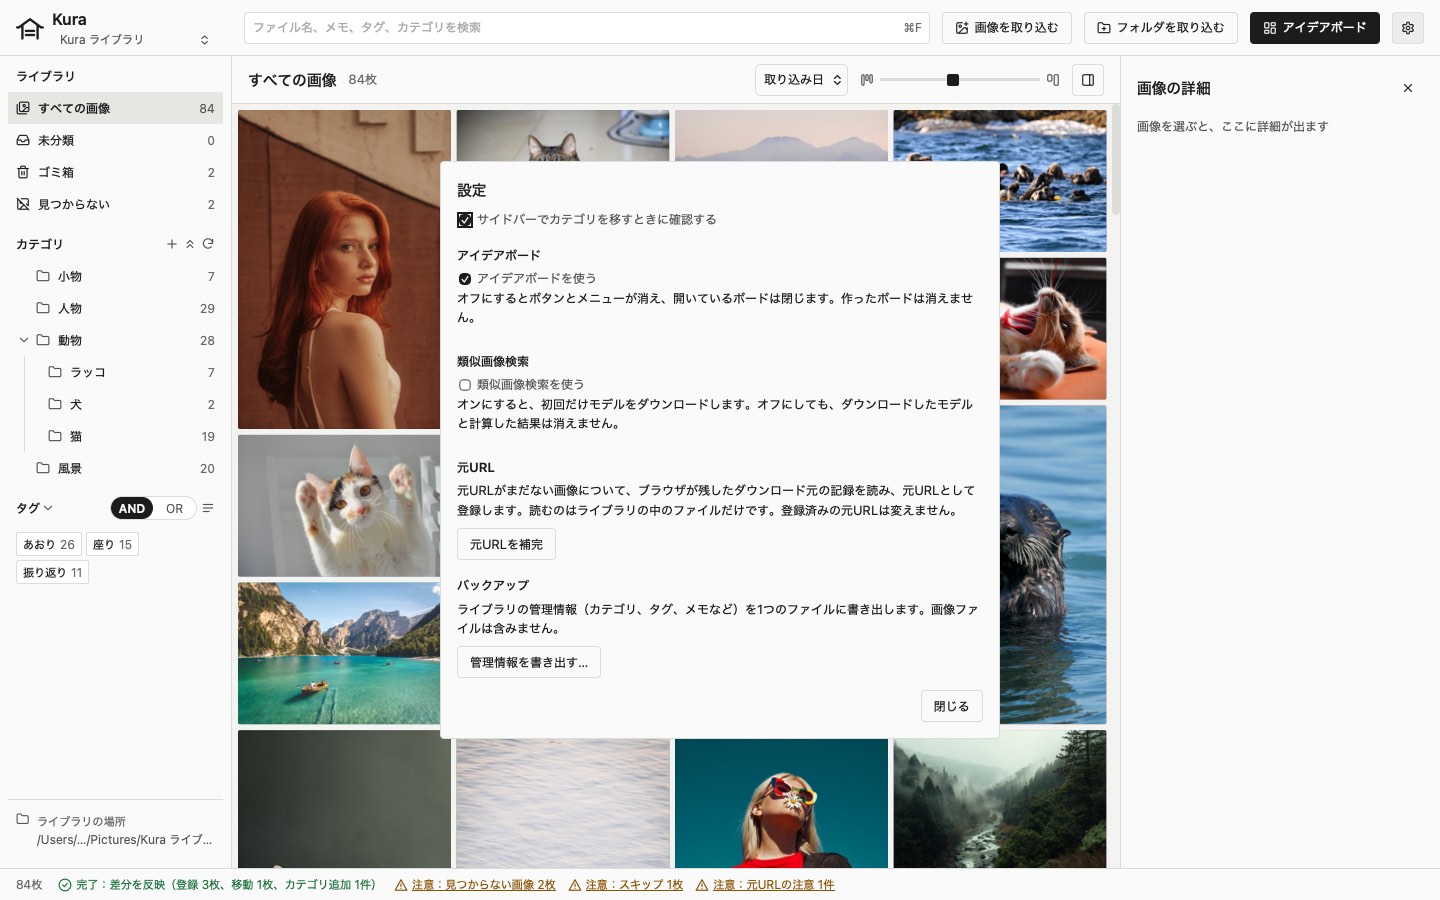 Kura
Kura ライブラリ
ファイル名、メモ、タグ、カテゴリを検索
⌘F
画像を取り込む
フォルダを取り込む
アイデアボード
ライブラリ
すべての画像 84
未分類 0
ゴミ箱 2
見つからない 2
カテゴリ
小物 7
人物 29
動物 28
ラッコ 7
犬 2
猫 19
風景 20
タグ
AND OR
あおり 26 座り 15
振り返り 11
ライブラリの場所
/Users/.../Pictures/Kura ライブ...
すべての画像 84枚
取り込み日
設定
サイドバーでカテゴリを移すときに確認する
アイデアボード
アイデアボードを使う
オフにするとボタンとメニューが消え、開いているボードは閉じます。作ったボードは消えませ
ん。
類似画像検索
類似画像検索を使う
オンにすると、初回だけモデルをダウンロードします。オフにしても、ダウンロードしたモデル
と計算した結果は消えません。
元URL
元URLがまだない画像について、ブラウザが残したダウンロード元の記録を読み、元URLとして
登録します。読むのはライブラリの中のファイルだけです。登録済みの元URLは変えません。
元URLを補完
バックアップ
ライブラリの管理情報（カテゴリ、タグ、メモなど）を1つのファイルに書き出します。画像ファ
イルは含みません。
管理情報を書き出す...
閉じる
画像の詳細
画像を選ぶと、ここに詳細が出ます
84枚
完了：差分を反映（登録 3枚、移動 1枚、カテゴリ追加 1件）
注意：見つからない画像 2枚
注意：スキップ 1枚
注意：元URLの注意 1件